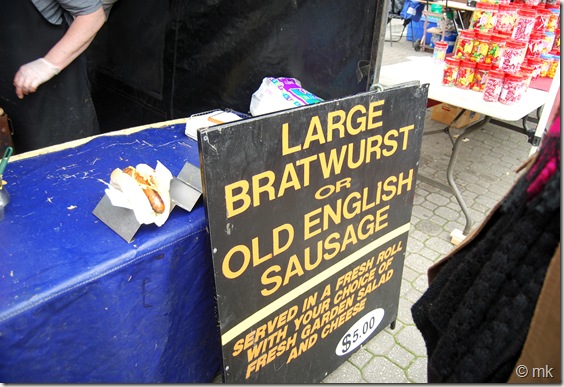 LARGE
BRATWURST
OR
OLD ENGLISH
SAUSAGE
SERVED IN A FRESH ROLL
WITH YOUR CHOICE OF
FRESH GARDEN SALAD
AND CHEESE
$5.00
© mk